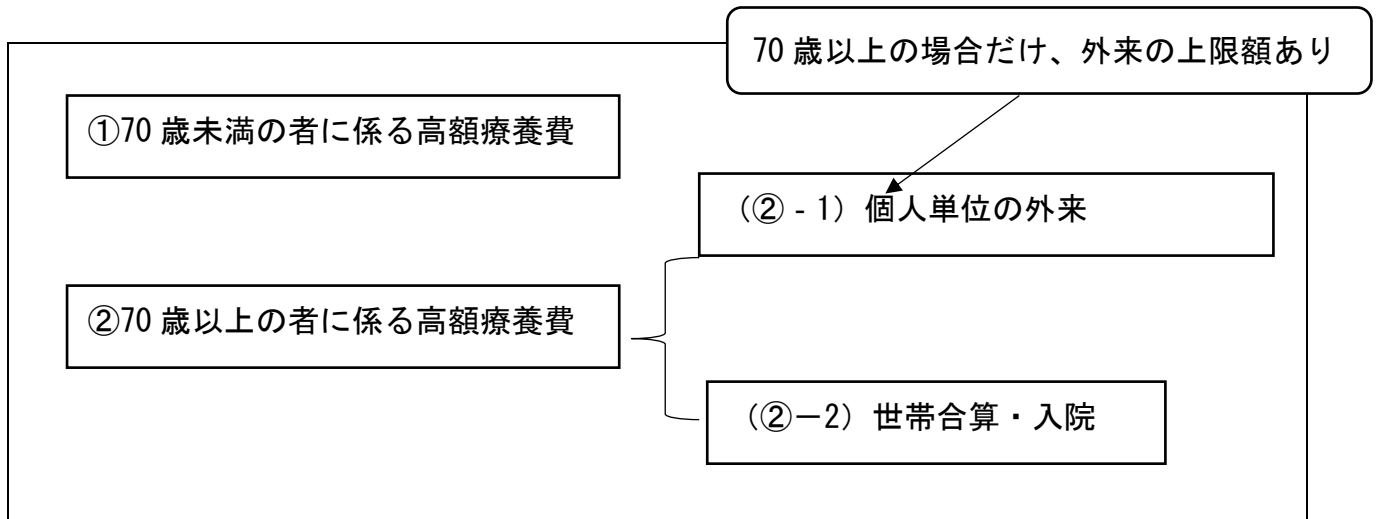 70 歳以上の場合だけ、外来の上限額あり
①70 歳未満の者に係る高額療養費
（② - 1）個人単位の外来
②70 歳以上の者に係る高額療養費
（②－2）世帯合算・入院